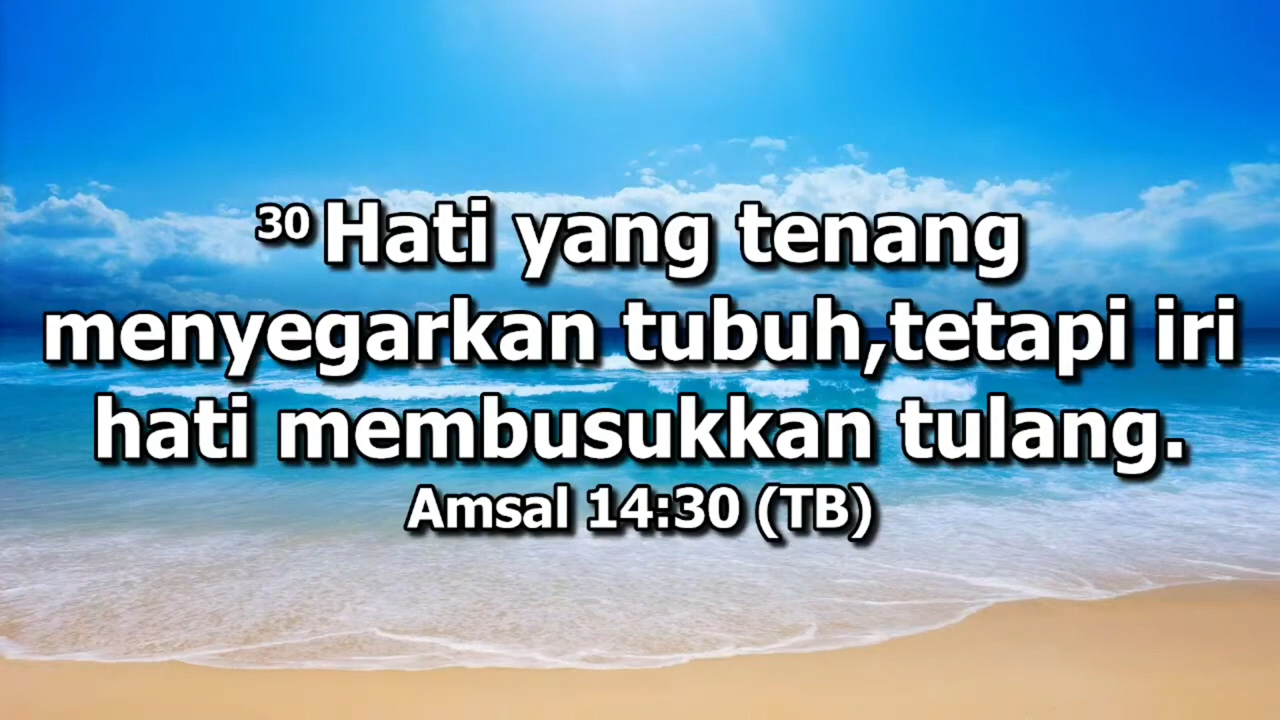 30 Hati yang tenang
menyegarkan tubuh,tetapi iri
hati membusukkan tulang.
Amsal 14:30 (TB)